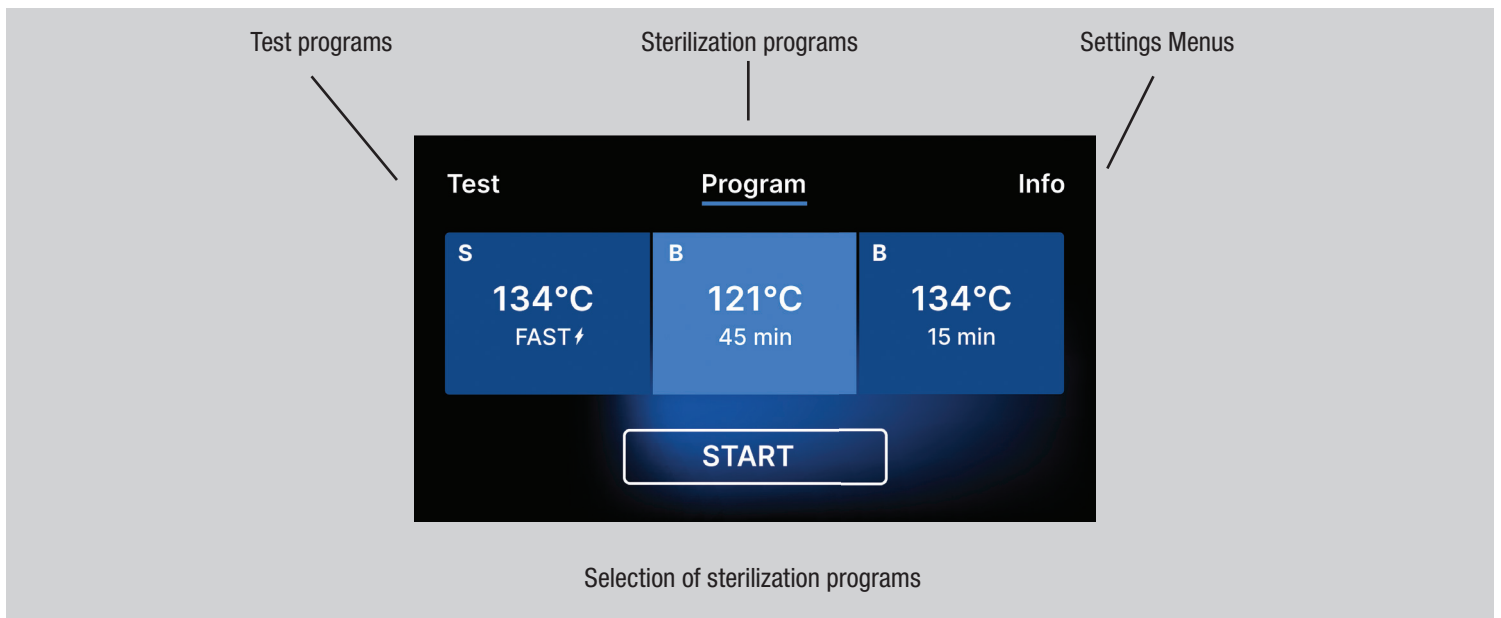 Test programs
Sterilization programs
Settings Menus
Test
Program
Info
S
134°C
FAST
B
121°C
45 min
B
134°C
15 min
START
Selection of sterilization programs